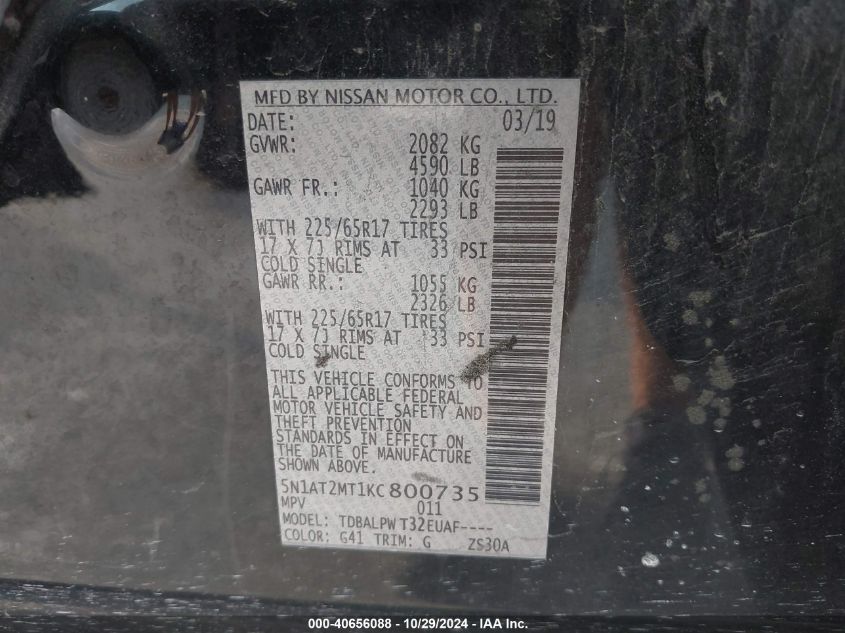 MFD BY NISSAN MOTOR CO., LTD.
DATE: 03/19
GVWR: 2082 KG
4590 LB
GAWR FR.: 1040 KG
2293 LB
WITH 225/65R17 TIRES
17 X 7J RIMS AT 33 PSI
COLD SINGLE
GAWR RR.: 1055 KG
2326 LB
WITH 225/65R17 TIRES
17 X 7J RIMS AT 33 PSI
COLD SINGLE
THIS VEHICLE CONFORMS TO
ALL APPLICABLE FEDERAL
MOTOR VEHICLE SAFETY AND
THEFT PREVENTION
STANDARDS IN EFFECT ON
THE DATE OF MANUFACTURE
SHOWN ABOVE.
5N1AT2MT1KC800735
MPV 011
MODEL: TDBALPW T32EUAF----
COLOR: G41 TRIM: G ZS30A
000-40656088 - 10/29/2024 - IAA Inc.